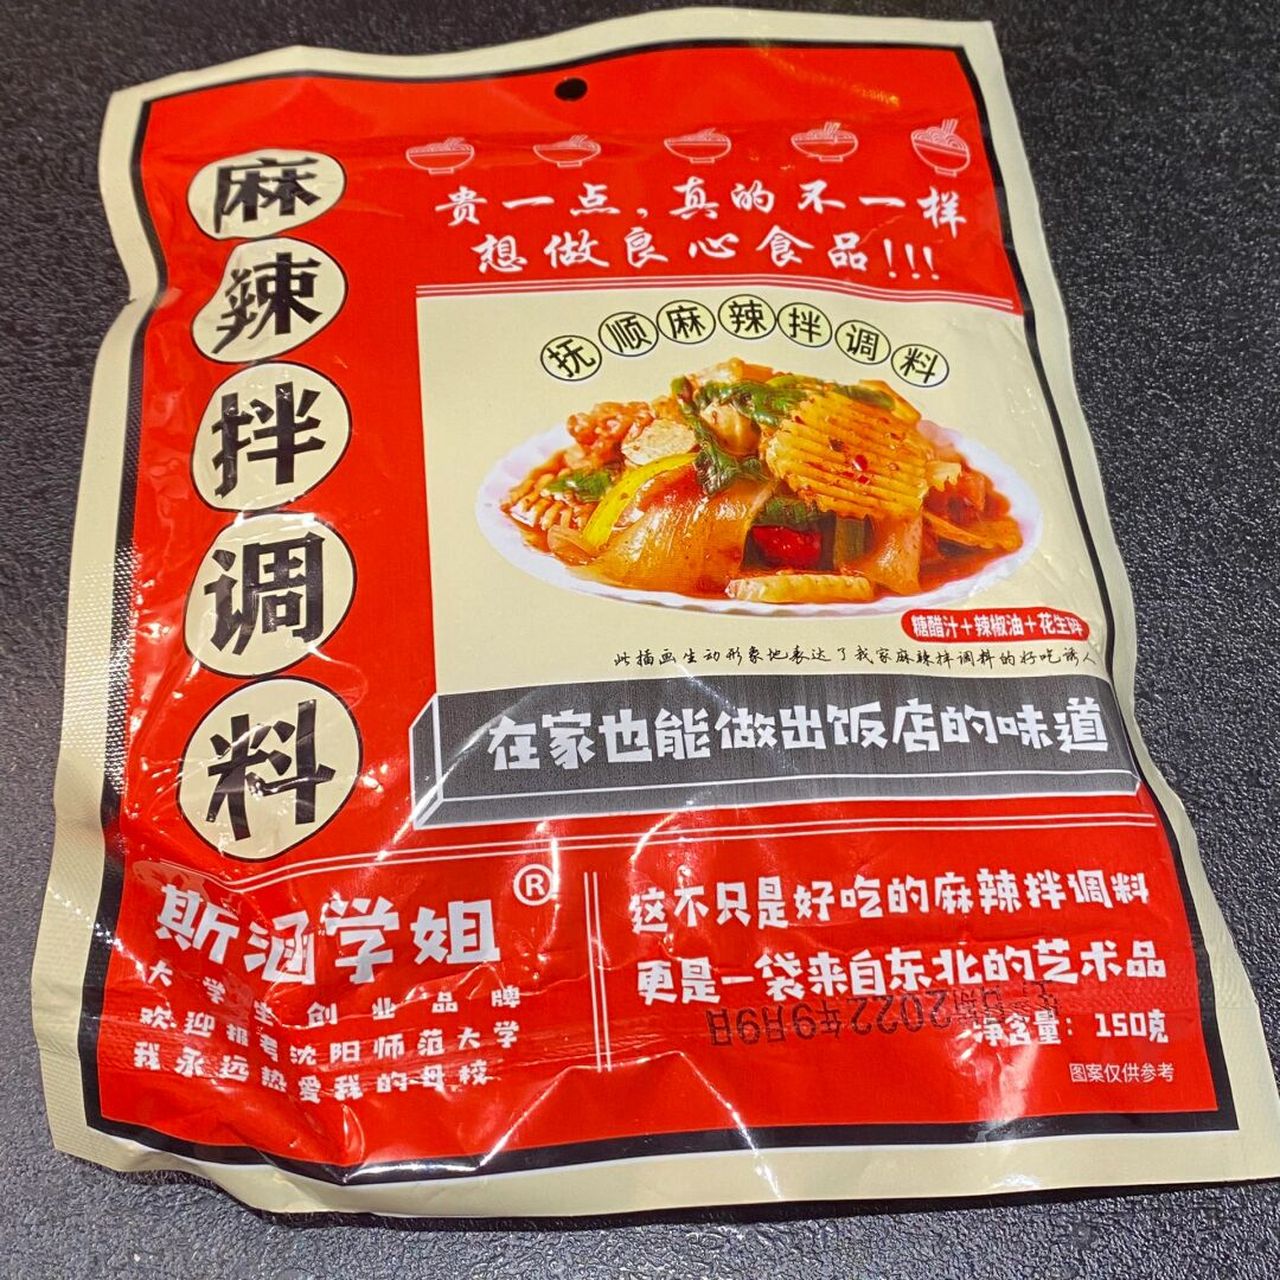 麻辣拌调料
贵一点,真的不一样
想做良心食品!!!
抚顺麻辣拌调料
糖醋汁+辣椒油+花生碎
此插画生动形象地表达了我家麻辣拌调料的好吃诱人
在家也能做出饭店的味道
斯涵学姐®
大学生创业品牌
欢迎报考沈阳师范大学
我永远热爱我的母校
这不只是好吃的麻辣拌调料
更是一袋来自东北的艺术品
2022年9月9日
净含量：150克
图案仅供参考